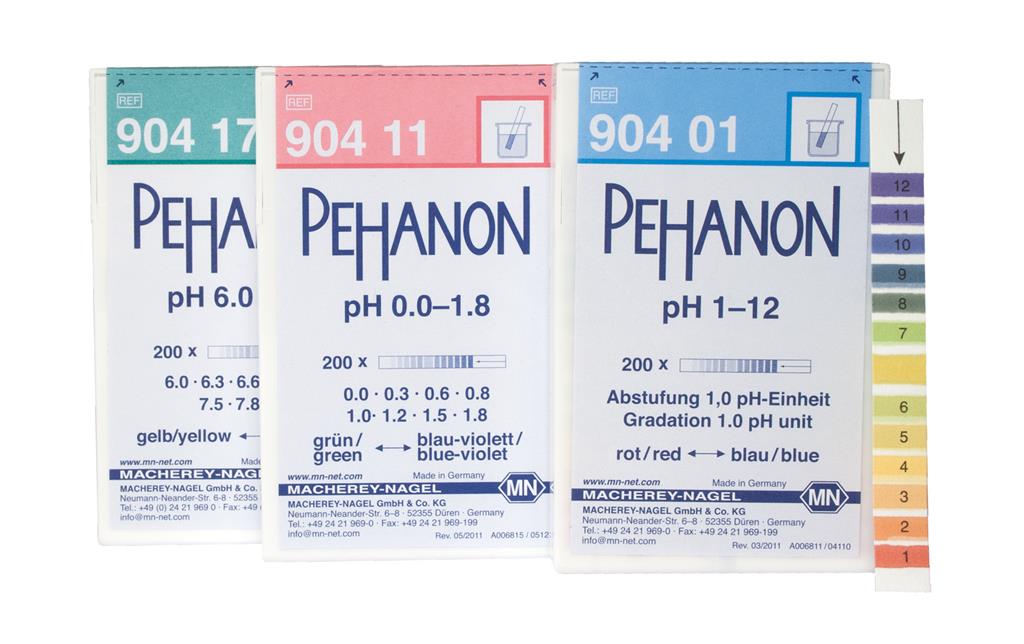 REF
904 17
PEHA
pH 6.0
200 x
6.0 · 6.3 · 6.6
7.5 · 7.8
gelb/yellow
www.mn-net.com Made
MACHEREY-NAGEL
MACHEREY-NAGEL GmbH & Co.
Neumann-Neander-Str. 6-8 · 52355
Tel.: +49 (0) 24 21 969 0 · Fax: +49
info@mn-net.com
REF
904 11
PEHANON
pH 0.0–1.8
200 x
0.0 · 0.3 · 0.6 · 0.8
1.0 · 1.2 · 1.5 · 1.8
grün/ ↔ blau-violett/
green blue-violet
www.mn-net.com Made in Germany
MACHEREY-NAGEL MN
MACHEREY-NAGEL GmbH & Co. KG
Neumann-Neander-Str. 6–8 · 52355 Düren · Germany
Tel.: +49 24 21 969-0 · Fax: +49 24 21 969-199
info@mn-net.com
Rev. 05/2011 A006815 / 0512
REF
904 01
PEHANON
pH 1–12
200 x
Abstufung 1,0 pH-Einheit
Gradation 1.0 pH unit
rot/red ↔ blau/blue
www.mn-net.com Made in Germany
MACHEREY-NAGEL MN
MACHEREY-NAGEL GmbH & Co. KG
Neumann-Neander-Str. 6–8 · 52355 Düren · Germany
Tel.: +49 24 21 969-0 · Fax: +49 24 21 969-199
info@mn-net.com
Rev. 03/2011 A006811 / 04110
12
11
10
9
8
7
6
5
4
3
2
1